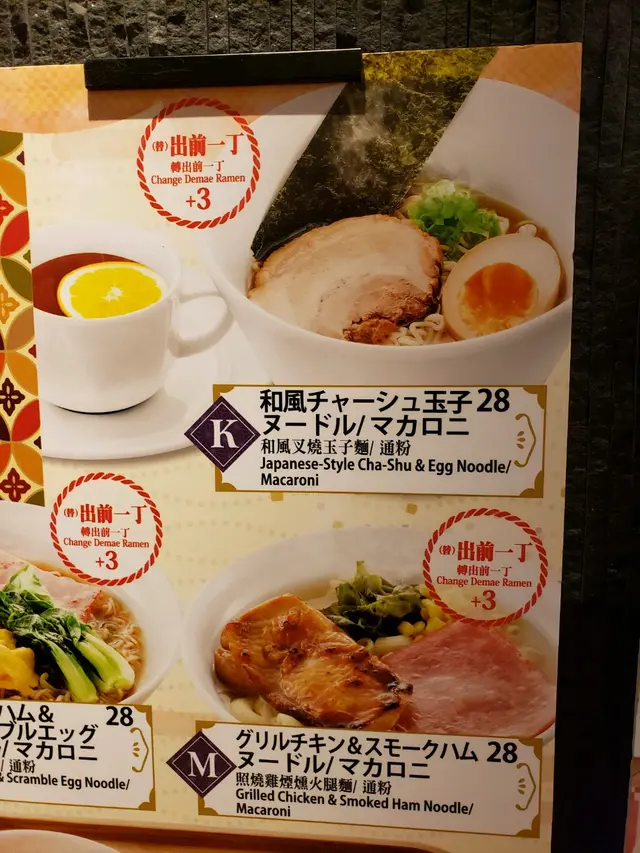 (替) 出前一丁
轉出前一丁
Change Demae Ramen
+3
K
和風チャーシュ玉子 28
ヌードル/マカロニ
和風叉燒玉子麵/ 通粉
Japanese-Style Cha-Shu & Egg Noodle/
Macaroni
(替) 出前一丁
轉出前一丁
Change Demae Ramen
+3
ハム& 28
ブルエッグ
/マカロニ
/ 通粉
& Scramble Egg Noodle/
(替) 出前一丁
轉出前一丁
Change Demae Ramen
+3
M
グリルチキン&スモークハム 28
ヌードル/マカロニ
照燒雞煙燻火腿麵/ 通粉
Grilled Chicken & Smoked Ham Noodle/
Macaroni